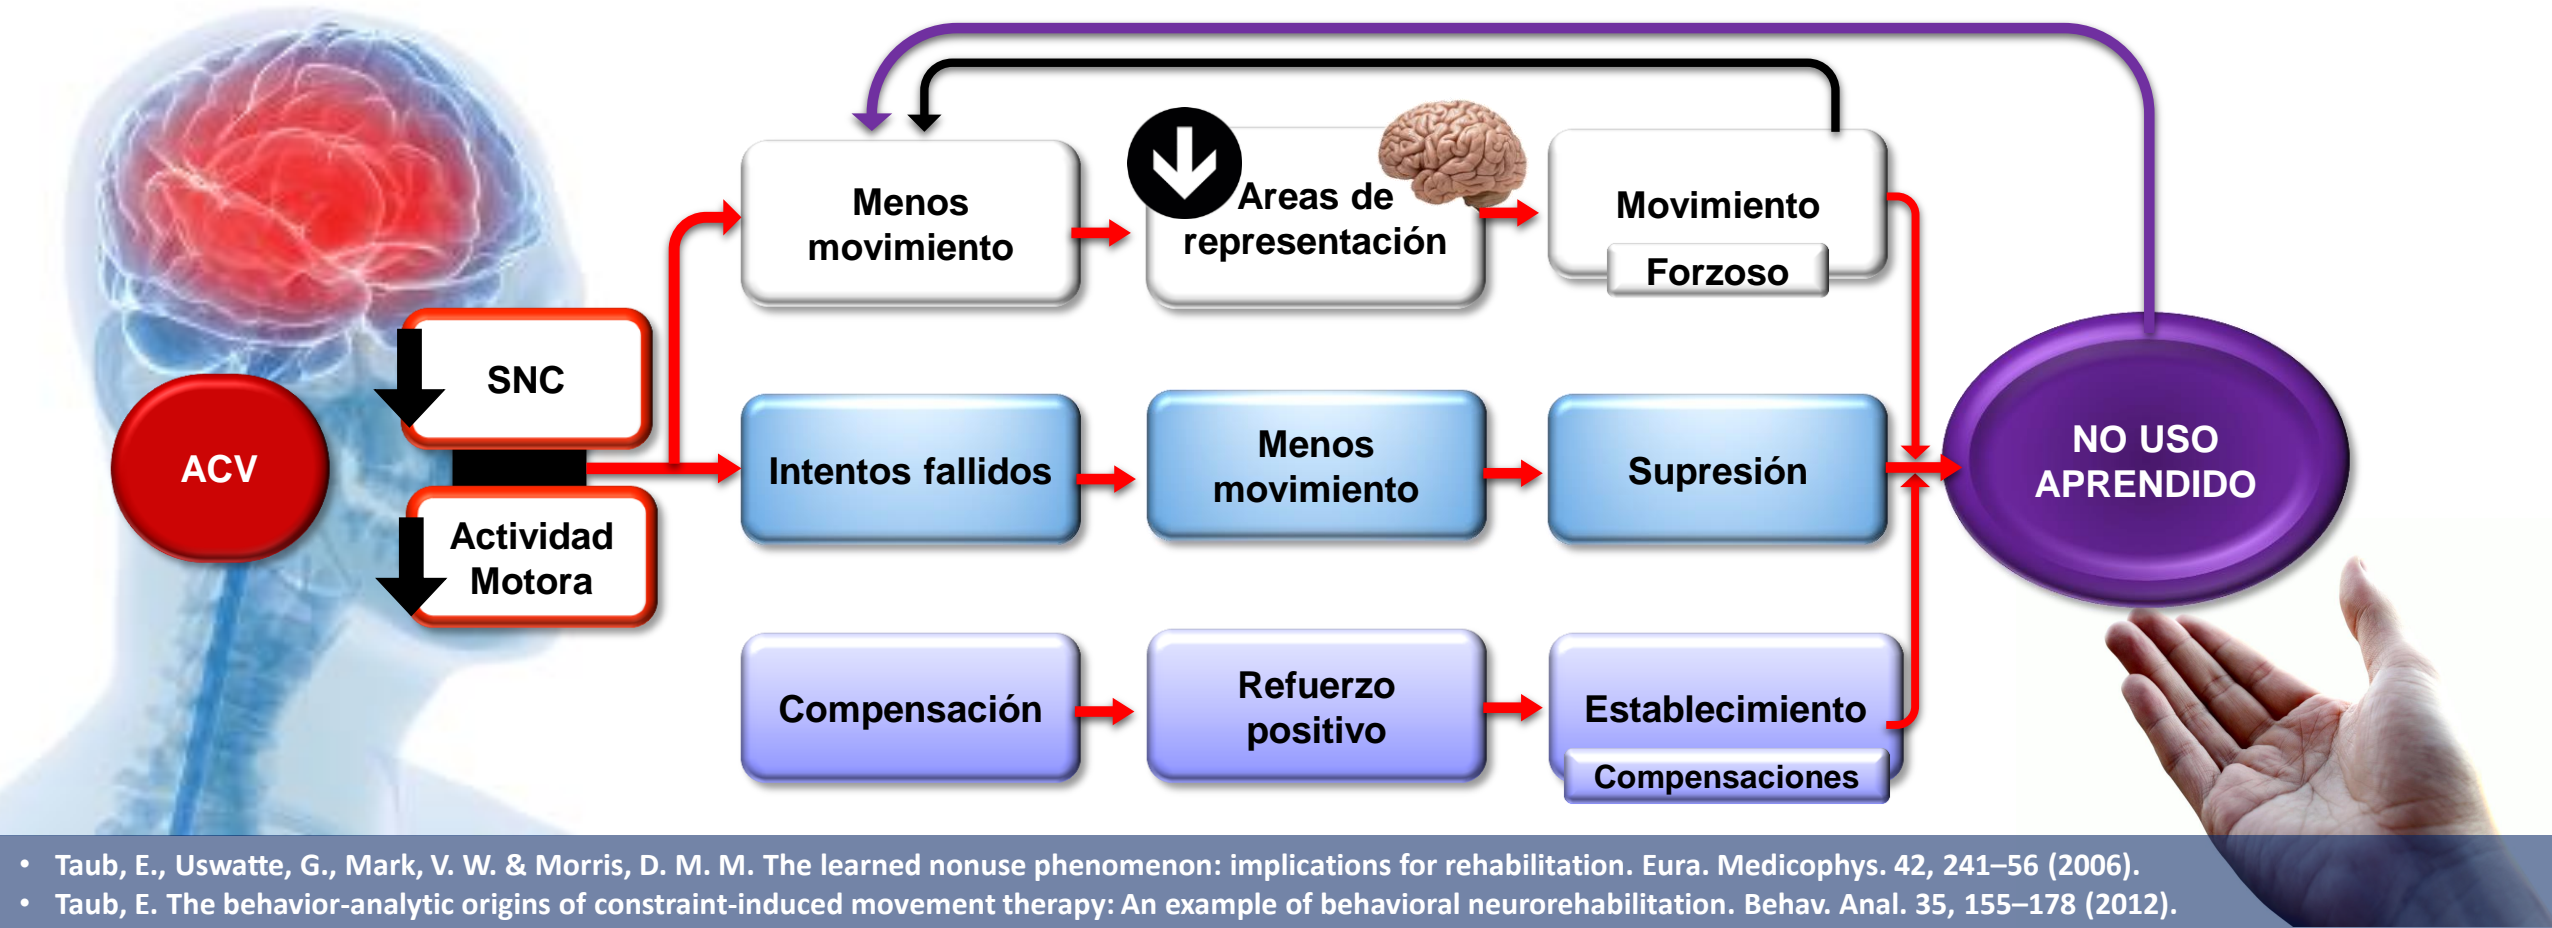 ACV
SNC
Actividad
Motora
Menos
movimiento
Areas de
representación
Movimiento
Forzoso
Intentos fallidos
Menos
movimiento
Supresión
Compensación
Refuerzo
positivo
Establecimiento
Compensaciones
NO USO
APRENDIDO
• Taub, E., Uswatte, G., Mark, V. W. & Morris, D. M. M. The learned nonuse phenomenon: implications for rehabilitation. Eura. Medicophys. 42, 241–56 (2006).
• Taub, E. The behavior-analytic origins of constraint-induced movement therapy: An example of behavioral neurorehabilitation. Behav. Anal. 35, 155–178 (2012).